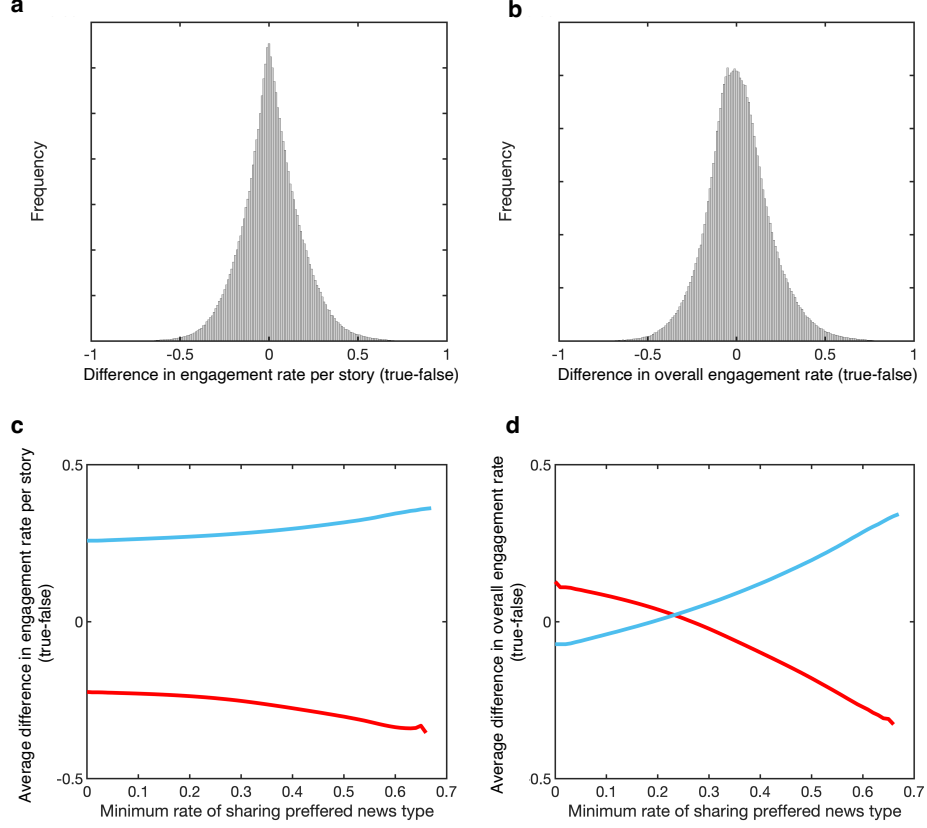 a
b
Frequency
-1 -0.5 0 0.5 1
Difference in engagement rate per story (true-false)
Frequency
-1 -0.5 0 0.5 1
Difference in overall engagement rate (true-false)
c
d
Average difference in engagement rate per story
(true-false)
0.5
0
-0.5
0 0.1 0.2 0.3 0.4 0.5 0.6 0.7
Minimum rate of sharing preffered news type
Average difference in overall engagement rate
(true-false)
0.5
0
0.5
0 0.1 0.2 0.3 0.4 0.5 0.6 0.7
Minimum rate of sharing preffered news type